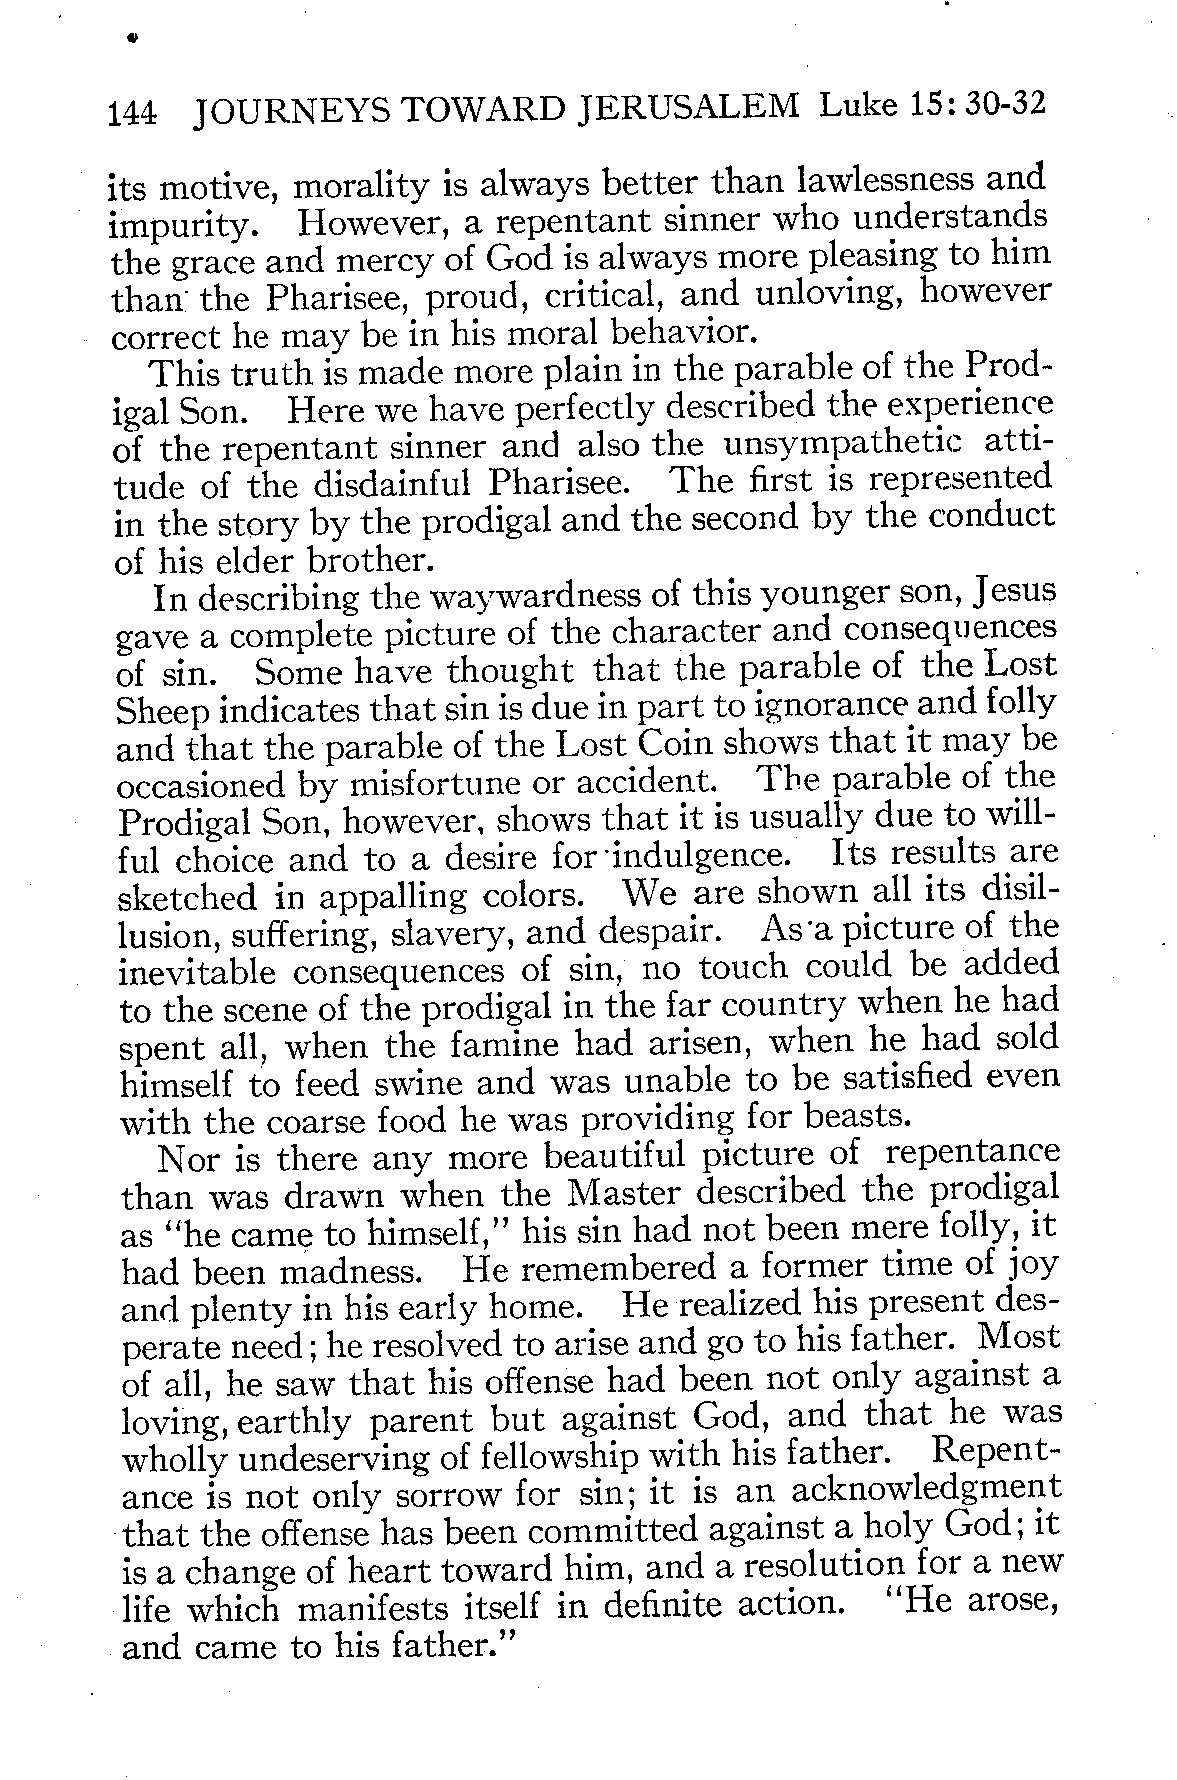 144 JOURNEYS TOWARD JERUSALEM Luke 15: 30-32
its motive, morality is always better than lawlessness and
impurity. However, a repentant sinner who understands
the grace and mercy of God is always more pleasing to him
than the Pharisee, proud, critical, and unloving, however
correct he may be in his moral behavior.
This truth is made more plain in the parable of the Prod-
igal Son. Here we have perfectly described the experience
of the repentant sinner and also the unsympathetic atti-
tude of the disdainful Pharisee. The first is represented
in the story by the prodigal and the second by the conduct
of his elder brother.
In describing the waywardness of this younger son, Jesus
gave a complete picture of the character and consequences
of sin. Some have thought that the parable of the Lost
Sheep indicates that sin is due in part to ignorance and folly
and that the parable of the Lost Coin shows that it may be
occasioned by misfortune or accident. The parable of the
Prodigal Son, however, shows that it is usually due to will-
ful choice and to a desire for indulgence. Its results are
sketched in appalling colors. We are shown all its disil-
lusion, suffering, slavery, and despair. As a picture of the
inevitable consequences of sin, no touch could be added
to the scene of the prodigal in the far country when he had
spent all, when the famine had arisen, when he had sold
himself to feed swine and was unable to be satisfied even
with the coarse food he was providing for beasts.
Nor is there any more beautiful picture of repentance
than was drawn when the Master described the prodigal
as "he came to himself," his sin had not been mere folly, it
had been madness. He remembered a former time of joy
and plenty in his early home. He realized his present des-
perate need; he resolved to arise and go to his father. Most
of all, he saw that his offense had been not only against a
loving, earthly parent but against God, and that he was
wholly undeserving of fellowship with his father. Repent-
ance is not only sorrow for sin; it is an acknowledgment
that the offense has been committed against a holy God; it
is a change of heart toward him, and a resolution for a new
life which manifests itself in definite action. "He arose,
and came to his father."